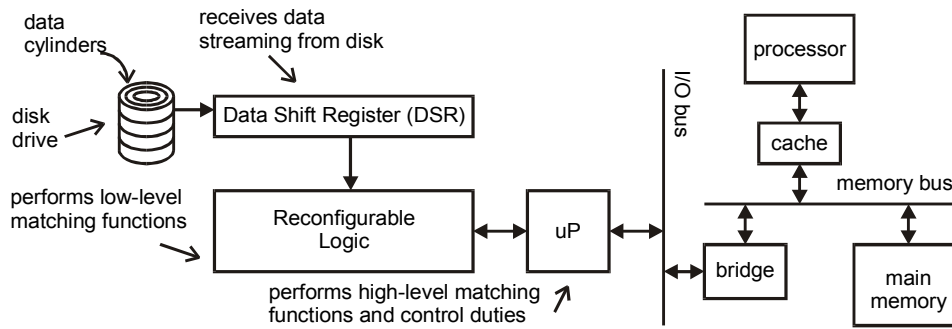 data
cylinders
receives data
streaming from disk
disk
drive
Data Shift Register (DSR)
performs low-level
matching functions
Reconfigurable
Logic
uP
performs high-level matching
functions and control duties
I/O bus
processor
cache
memory bus
bridge
main
memory